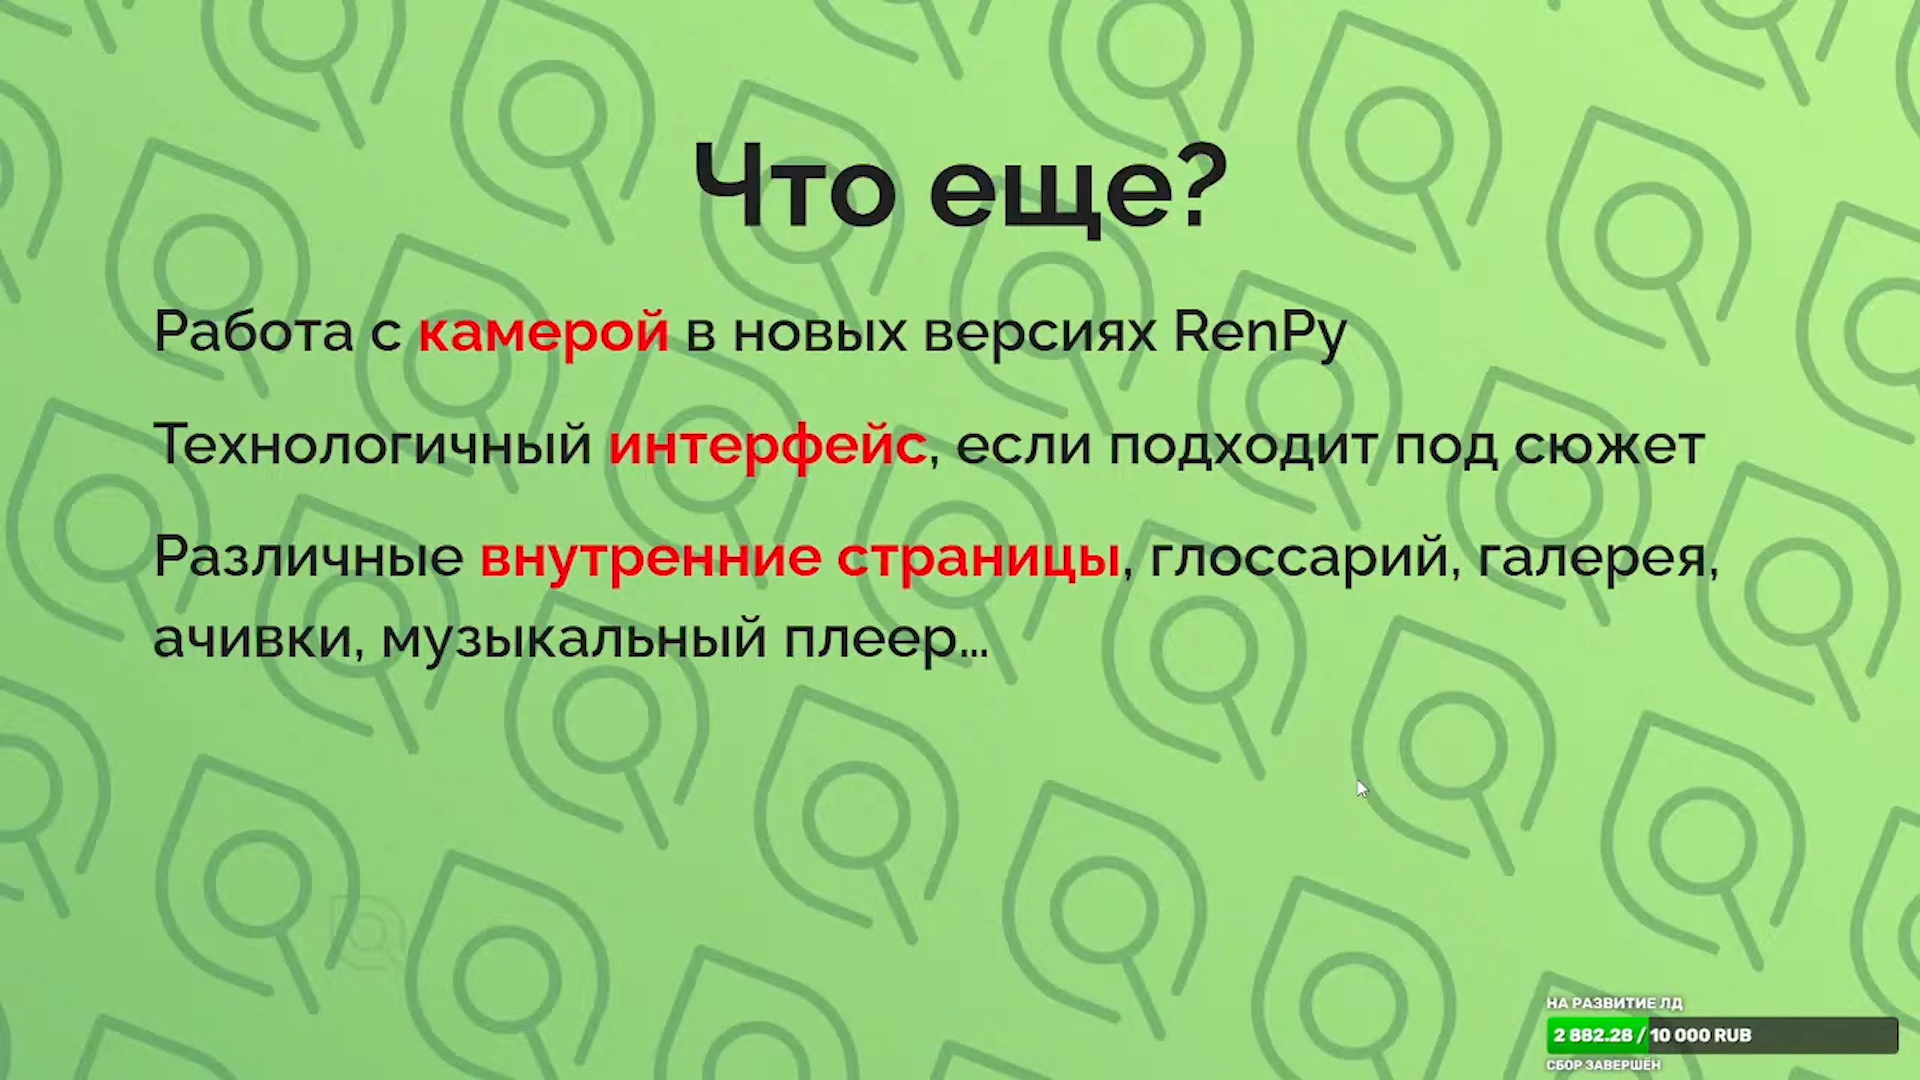 Что еще?
Работа с камерой в новых версиях RenPy
Технологичный интерфейс, если подходит под сюжет
Различные внутренние страницы, глоссарий, галерея,
ачивки, музыкальный плеер...
НА РАЗВИТИЕ ЛД
2 882.28 / 10 000 RUB
СБОР ЗАВЕРШЁН